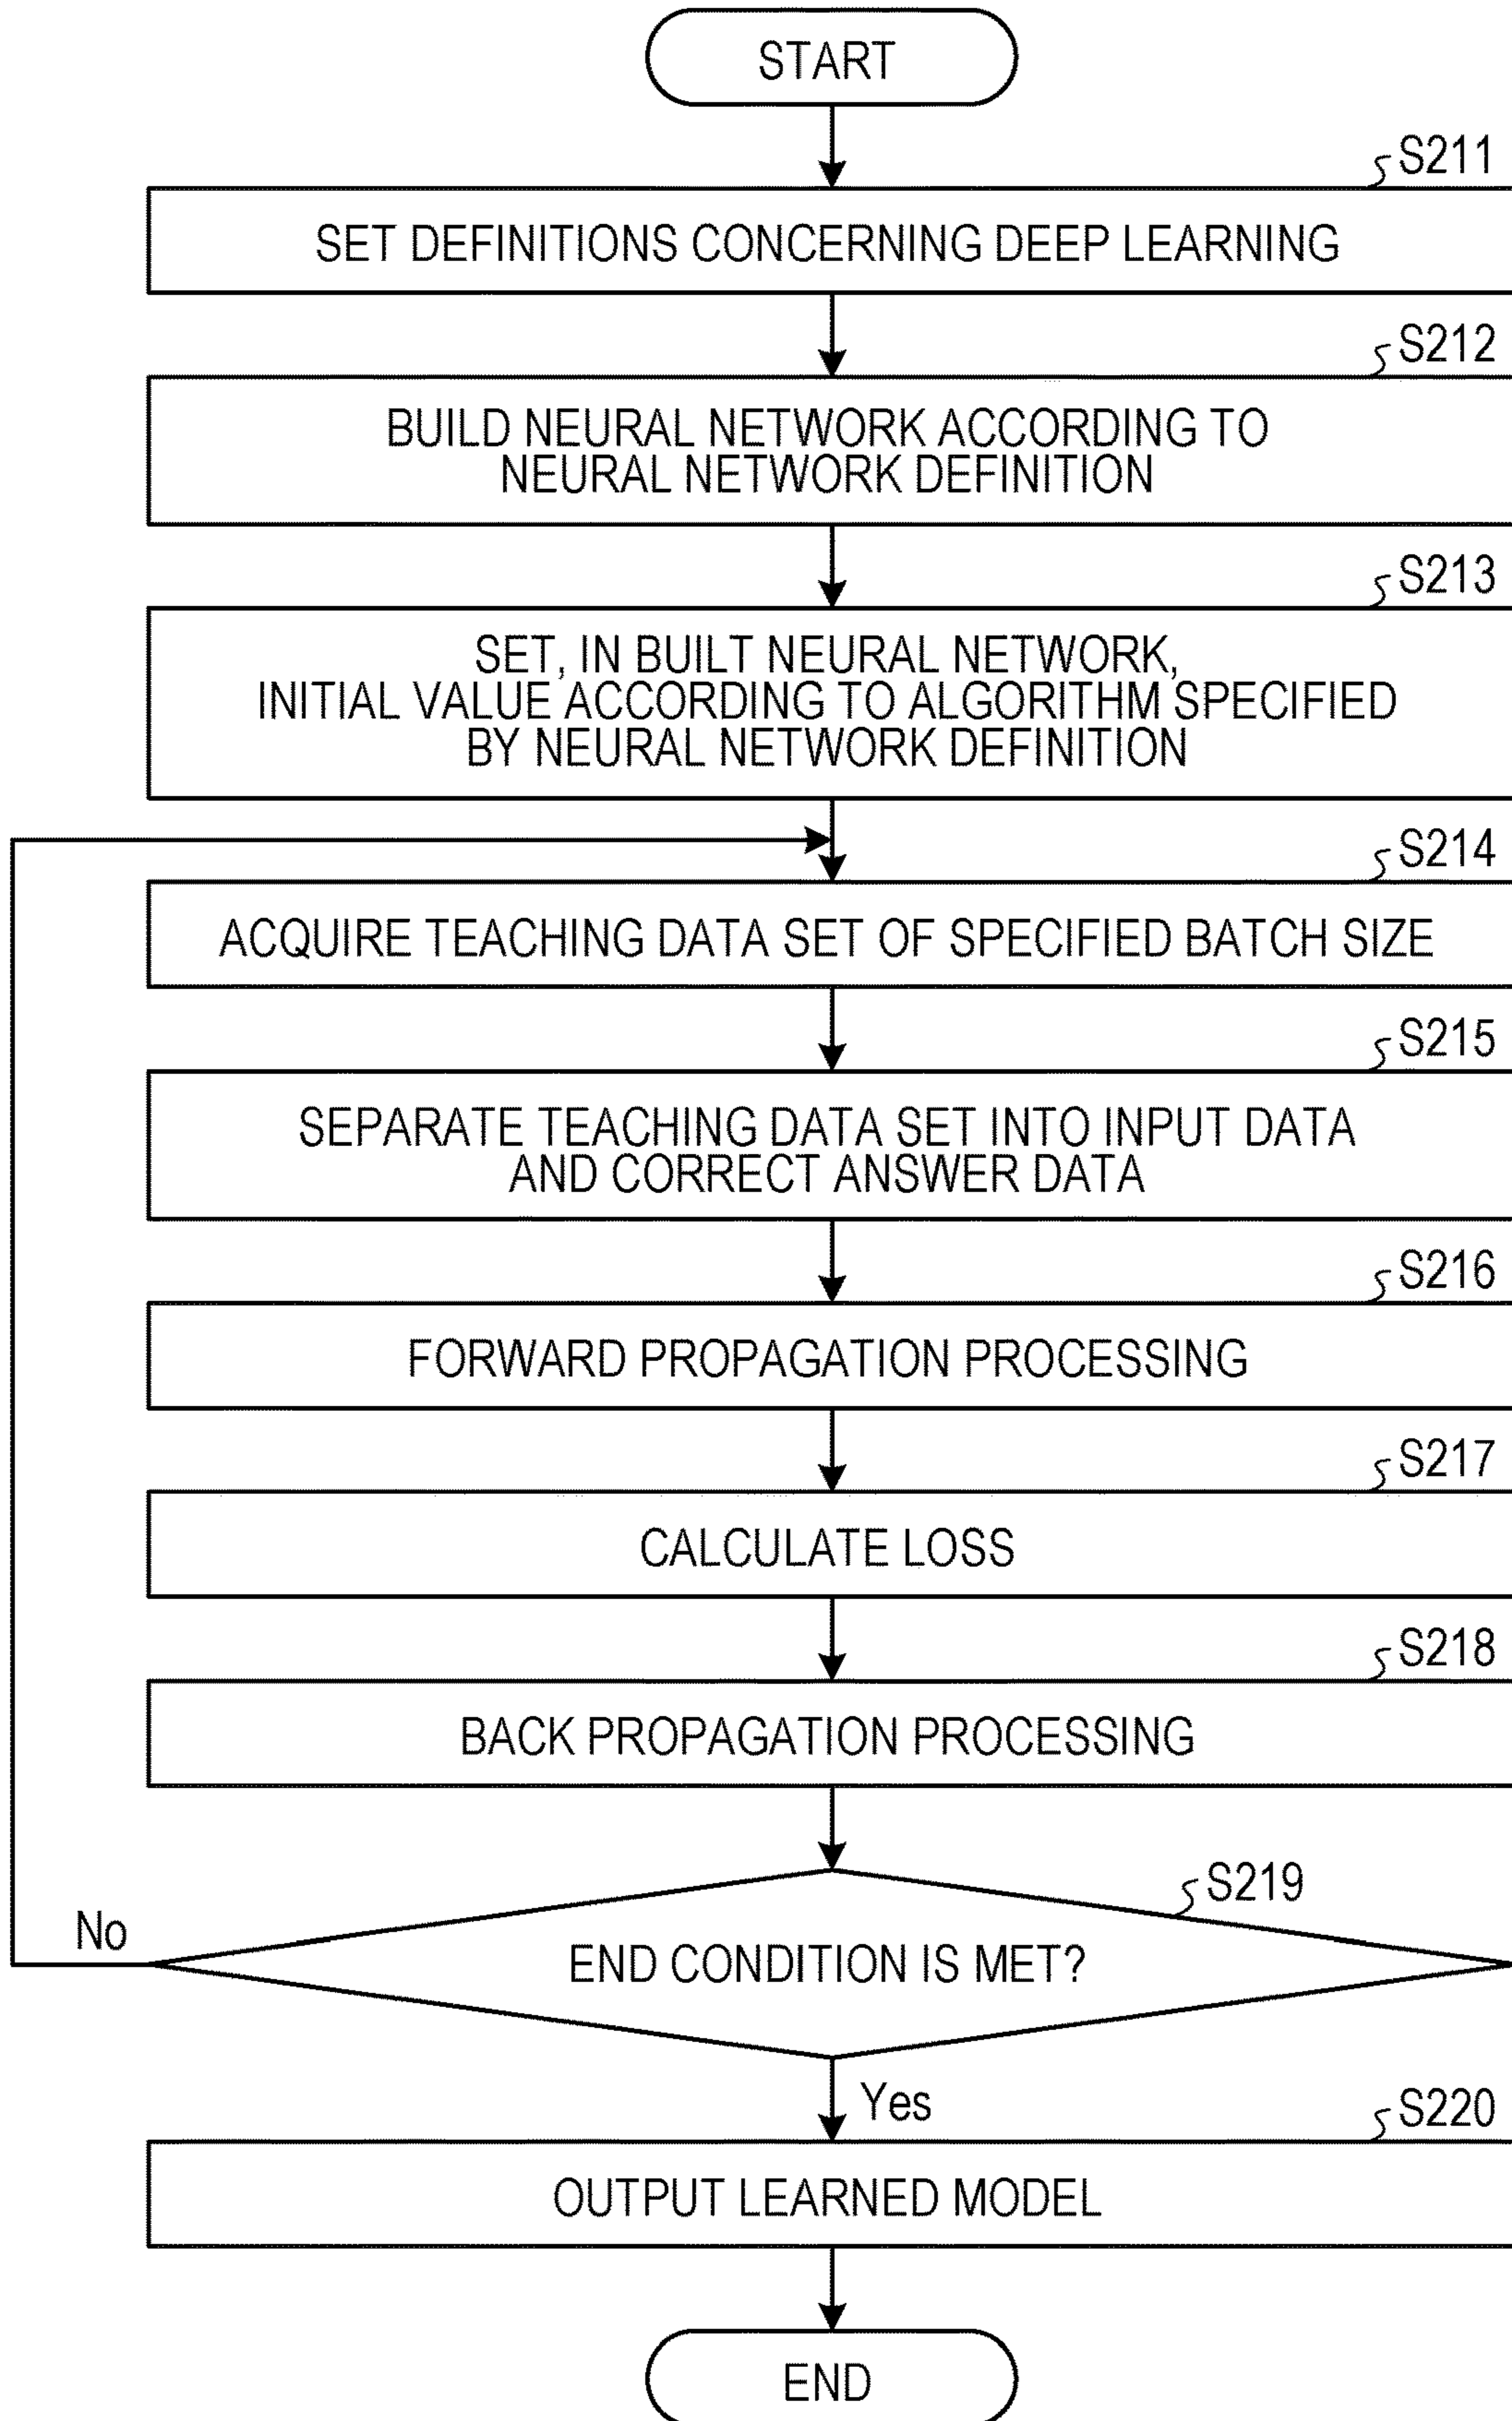 START
S211
SET DEFINITIONS CONCERNING DEEP LEARNING
S212
BUILD NEURAL NETWORK ACCORDING TO
NEURAL NETWORK DEFINITION
S213
SET, IN BUILT NEURAL NETWORK,
INITIAL VALUE ACCORDING TO ALGORITHM SPECIFIED
BY NEURAL NETWORK DEFINITION
S214
ACQUIRE TEACHING DATA SET OF SPECIFIED BATCH SIZE
S215
SEPARATE TEACHING DATA SET INTO INPUT DATA
AND CORRECT ANSWER DATA
S216
FORWARD PROPAGATION PROCESSING
S217
CALCULATE LOSS
S218
BACK PROPAGATION PROCESSING
S219
No
END CONDITION IS MET?
Yes
S220
OUTPUT LEARNED MODEL
END